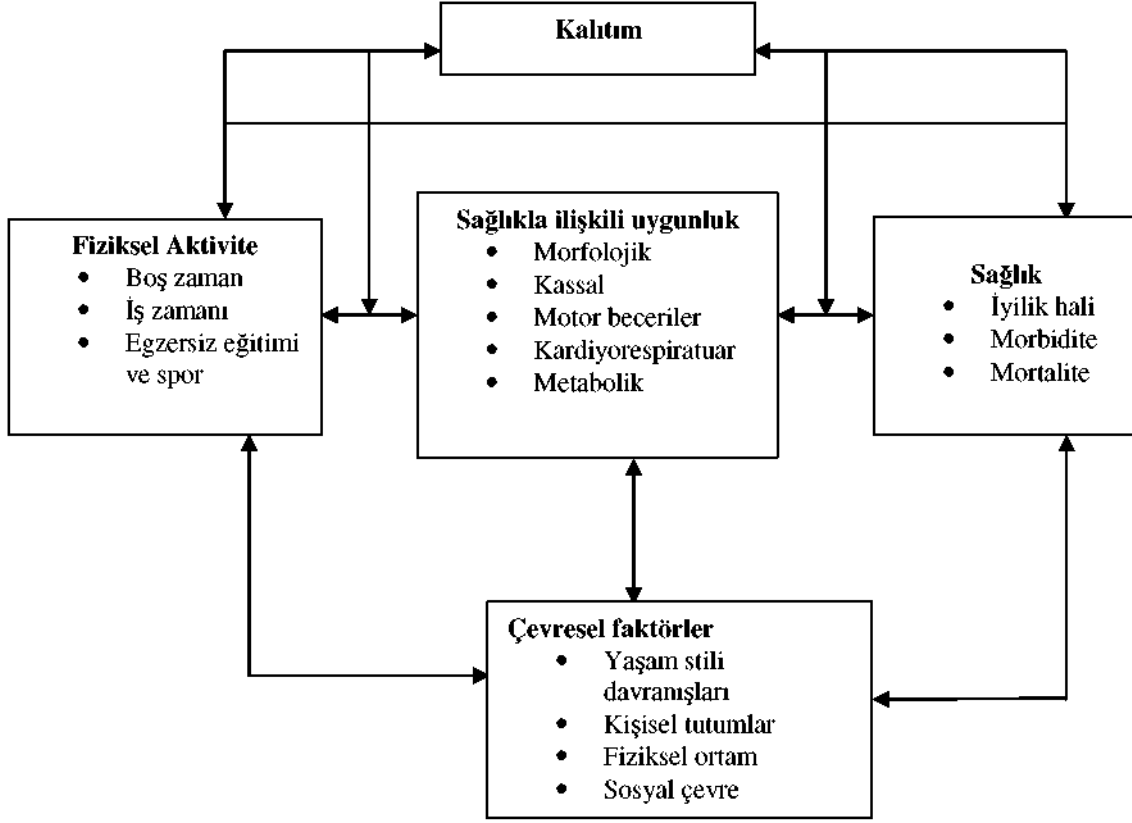 Kalıtım
Fiziksel Aktivite
• Boş zaman
• İş zamanı
• Egzersiz eğitimi
ve spor
Sağlıkla ilişkili uygunluk
• Morfolojik
• Kassal
• Motor beceriler
• Kardiyorespiratuar
• Metabolik
Sağlık
• İyilik hali
• Morbidite
• Mortalite
Çevresel faktörler
• Yaşam stili
davranışları
• Kişisel tutumlar
• Fiziksel ortam
• Sosyal çevre